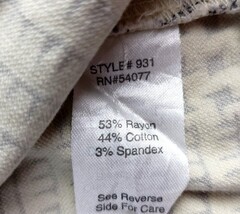 STYLE# 931
RN#54077
53% Rayon
44% Cotton
3% Spandex
See Reverse
Side For Care